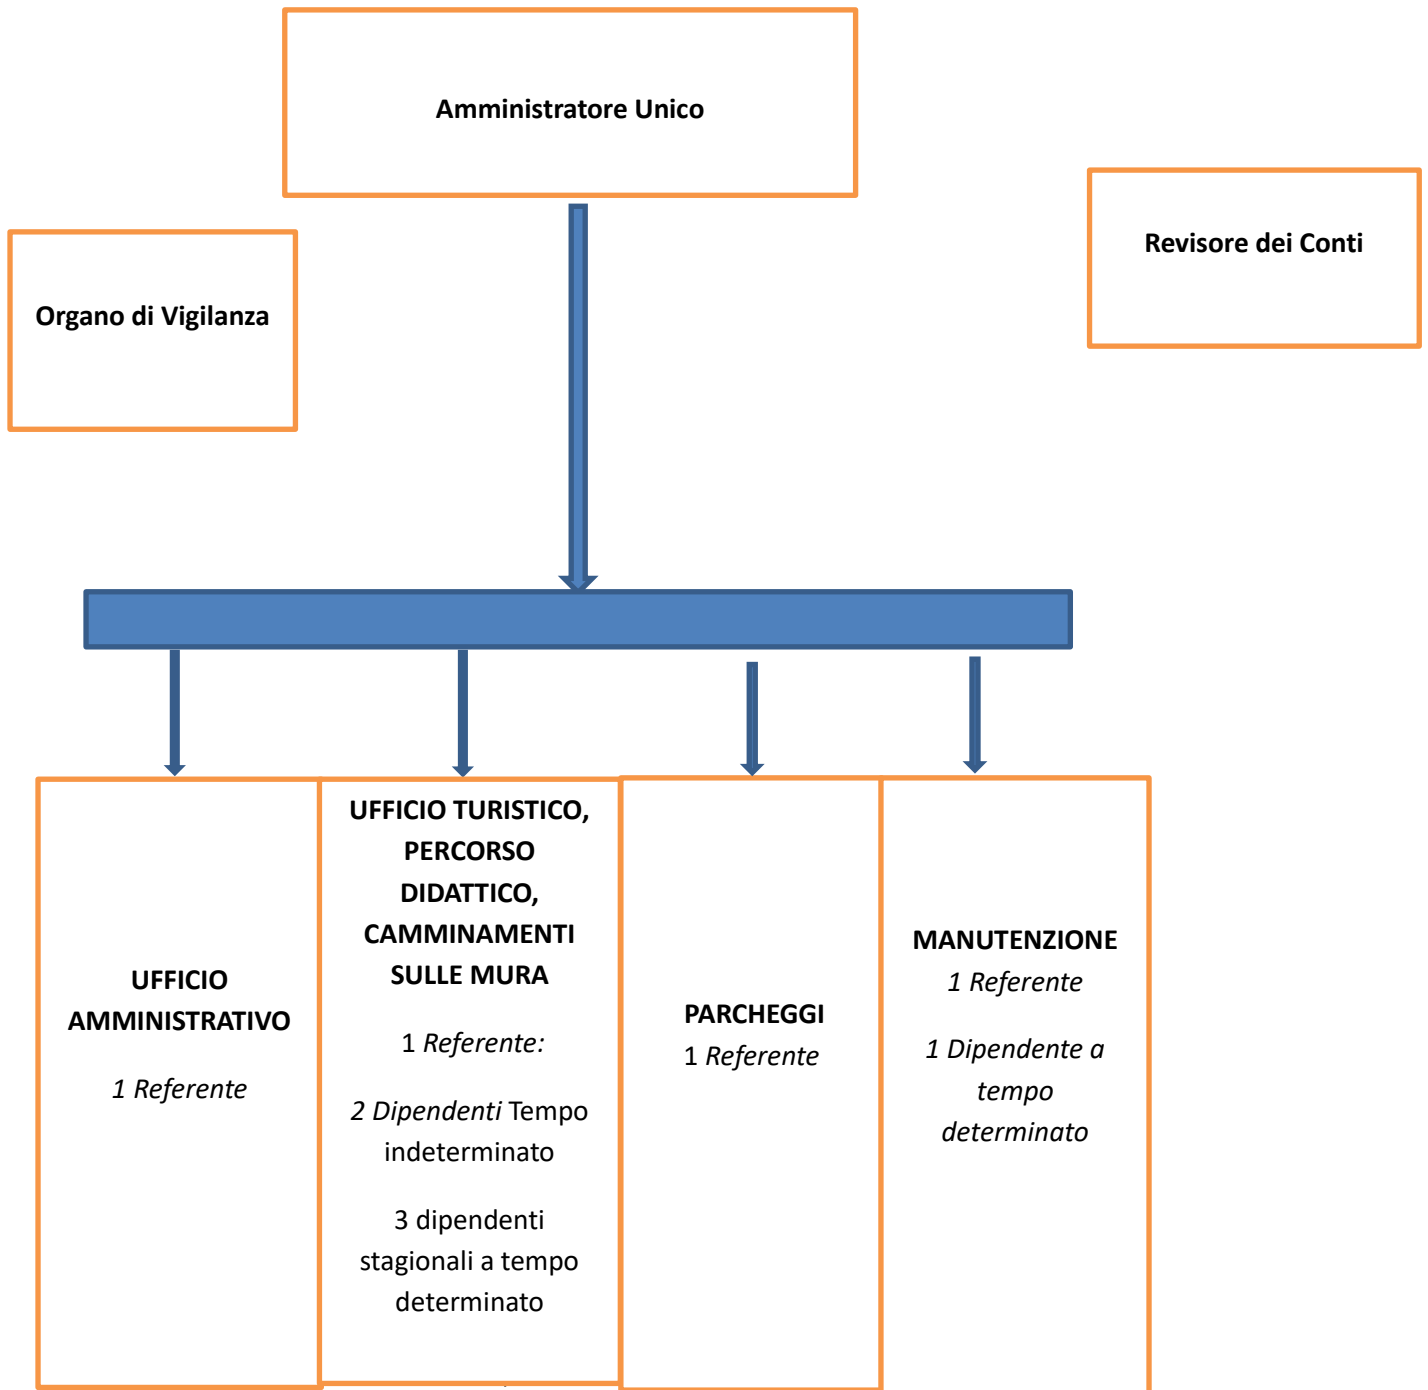 Amministratore Unico
Revisore dei Conti
Organo di Vigilanza
UFFICIO
AMMINISTRATIVO
1 Referente
UFFICIO TURISTICO,
PERCORSO
DIDATTICO,
CAMMINAMENTI
SULLE MURA
1 Referente:
2 Dipendenti Tempo
indeterminato
3 dipendenti
stagionali a tempo
determinato
PARCHEGGI
1 Referente
MANUTENZIONE
1 Referente
1 Dipendente a
tempo
determinato